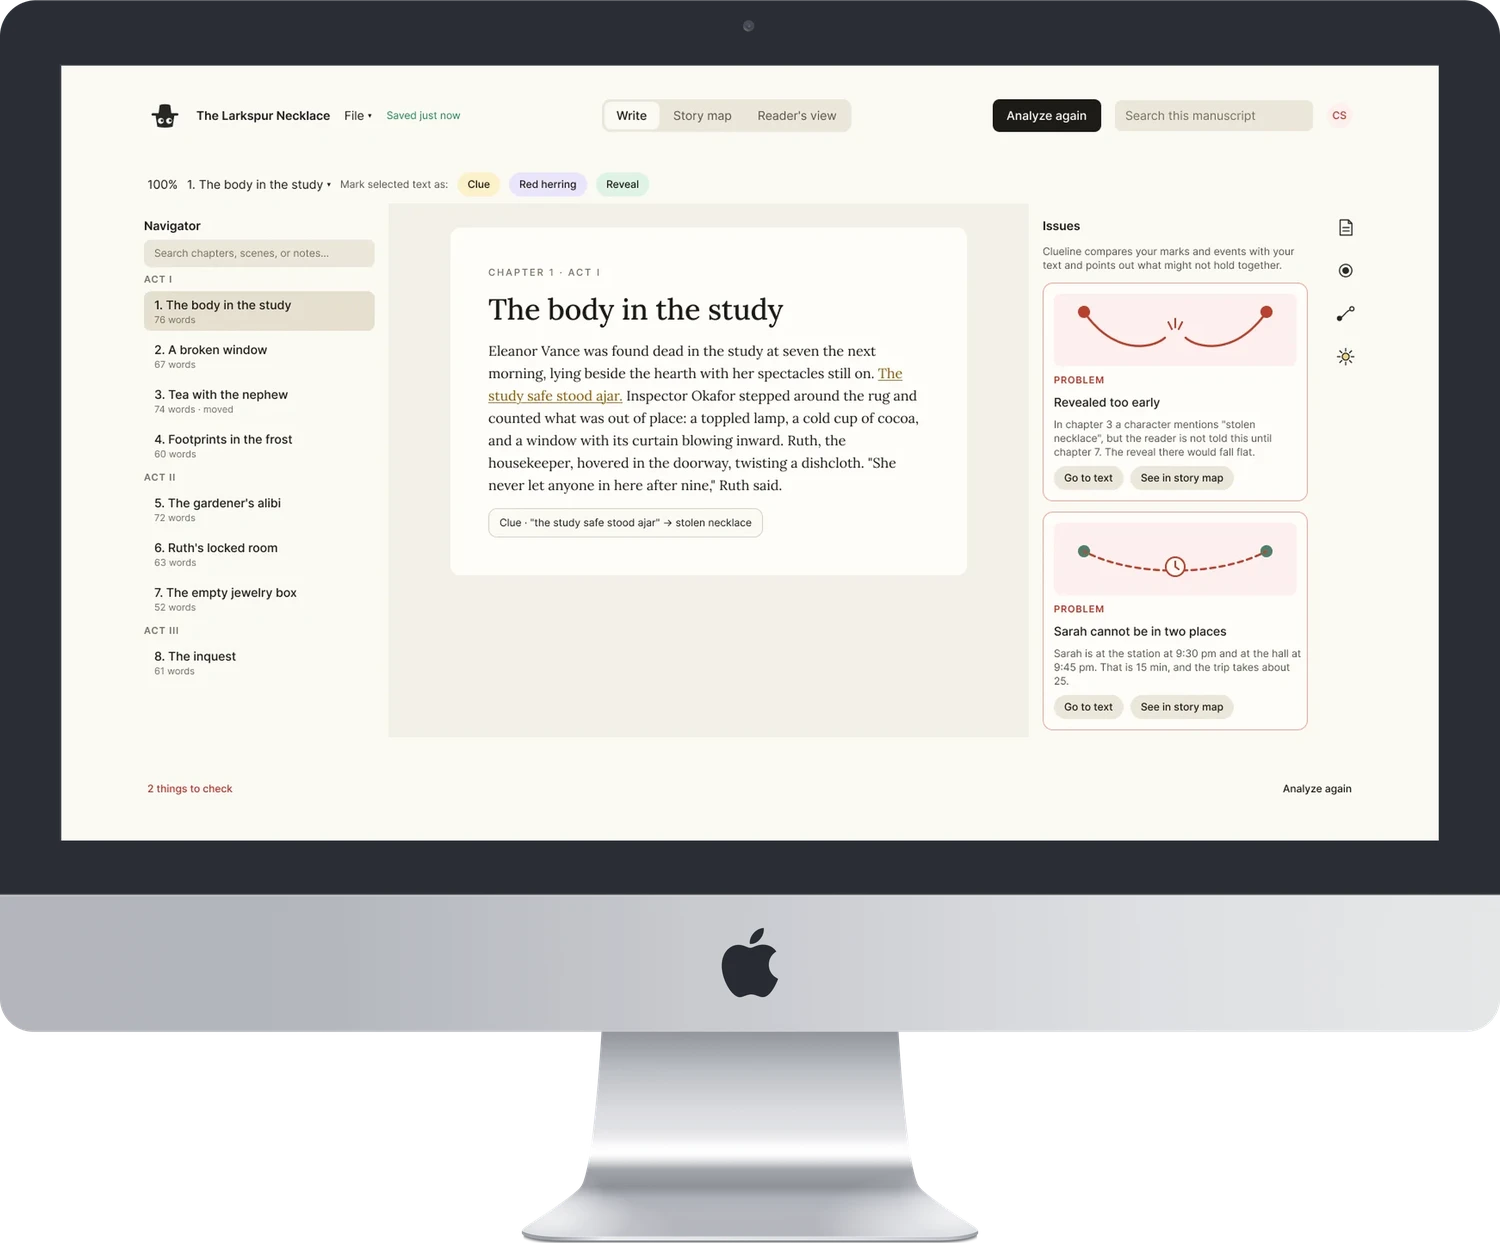 The Larkspur Necklace File ▾ Saved just now
Write Story map Reader's view
Analyze again Search this manuscript CS
100% 1. The body in the study ▾ Mark selected text as: Clue Red herring Reveal
Navigator
Search chapters, scenes, or notes...
ACT I
1. The body in the study
76 words
2. A broken window
67 words
3. Tea with the nephew
74 words · moved
4. Footprints in the frost
60 words
ACT II
5. The gardener's alibi
72 words
6. Ruth's locked room
63 words
7. The empty jewelry box
52 words
ACT III
8. The inquest
61 words
CHAPTER 1 · ACT I
The body in the study
Eleanor Vance was found dead in the study at seven the next
morning, lying beside the hearth with her spectacles still on. The
study safe stood ajar. Inspector Okafor stepped around the rug and
counted what was out of place: a toppled lamp, a cold cup of cocoa,
and a window with its curtain blowing inward. Ruth, the
housekeeper, hovered in the doorway, twisting a dishcloth. "She
never let anyone in here after nine," Ruth said.
Clue · "the study safe stood ajar" → stolen necklace
Issues
Clueline compares your marks and events with your
text and points out what might not hold together.
PROBLEM
Revealed too early
In chapter 3 a character mentions "stolen
necklace", but the reader is not told this until
chapter 7. The reveal there would fall flat.
Go to text See in story map
PROBLEM
Sarah cannot be in two places
Sarah is at the station at 9:30 pm and at the hall at
9:45 pm. That is 15 min, and the trip takes about
25.
Go to text See in story map
2 things to check
Analyze again